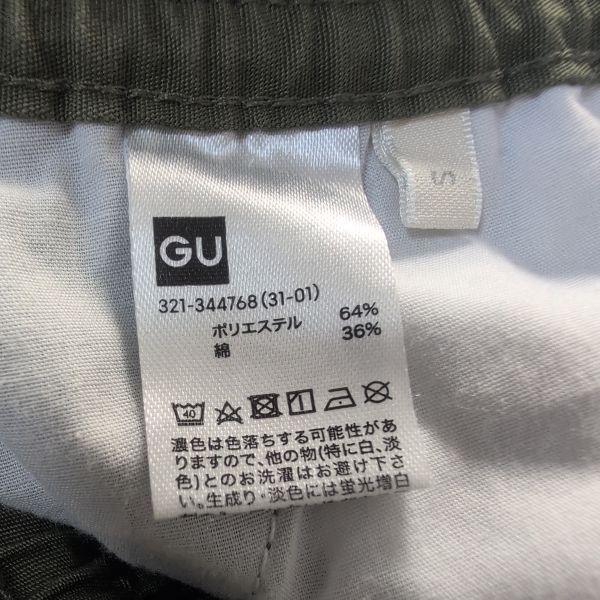 GU
S
321-344768(31-01)
ポリエステル 64%
綿 36%
40
濃色は色落ちする可能性があ
りますので、他の物(特に白、淡
色)とのお洗濯はお避け下さ
い。生成り・淡色には蛍光増白